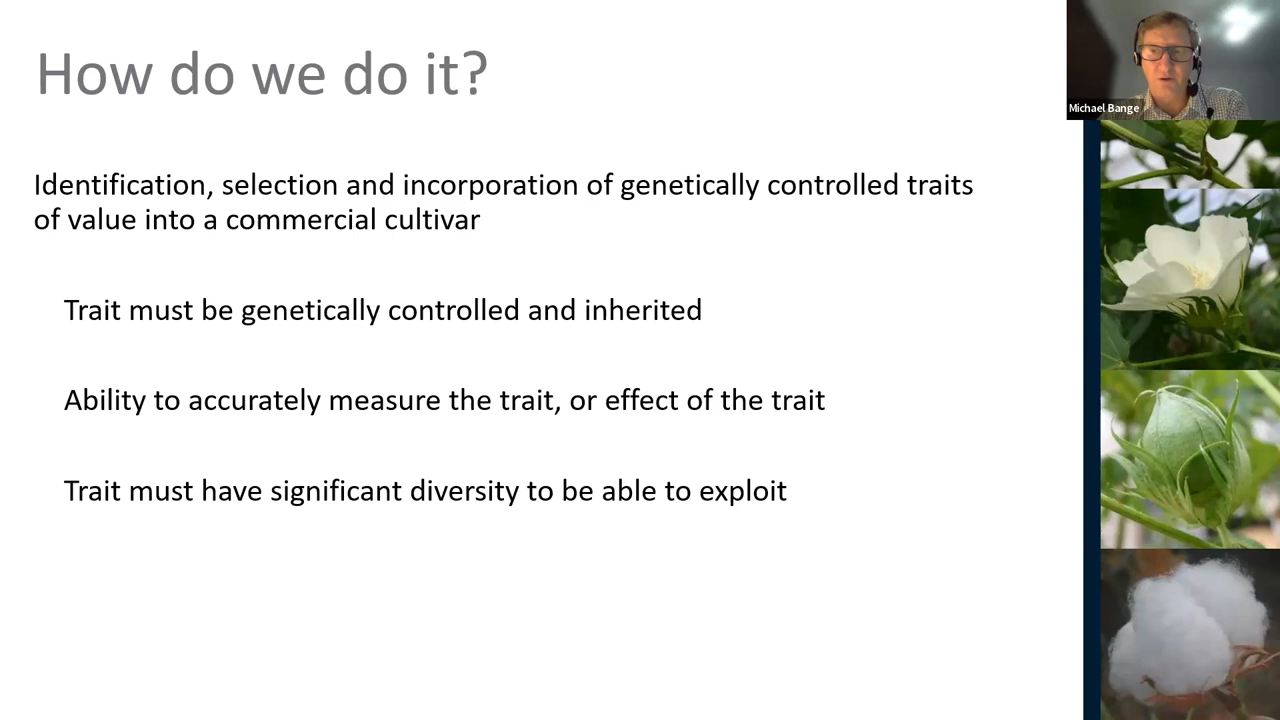 How do we do it?
Michael Bange
Identification, selection and incorporation of genetically controlled traits
of value into a commercial cultivar
Trait must be genetically controlled and inherited
Ability to accurately measure the trait, or effect of the trait
Trait must have significant diversity to be able to exploit